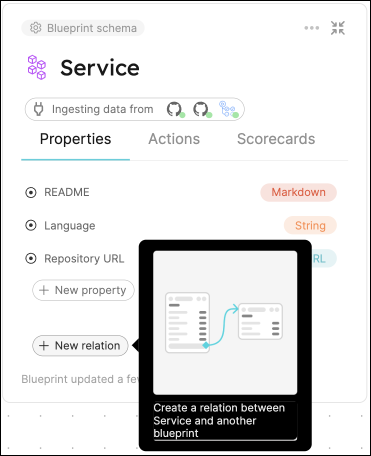 Blueprint schema
Service
Ingesting data from
Properties Actions Scorecards
README Markdown
Language String
Repository URL RL
+ New property
+ New relation
Blueprint updated a few
Create a relation between
Service and another
blueprint